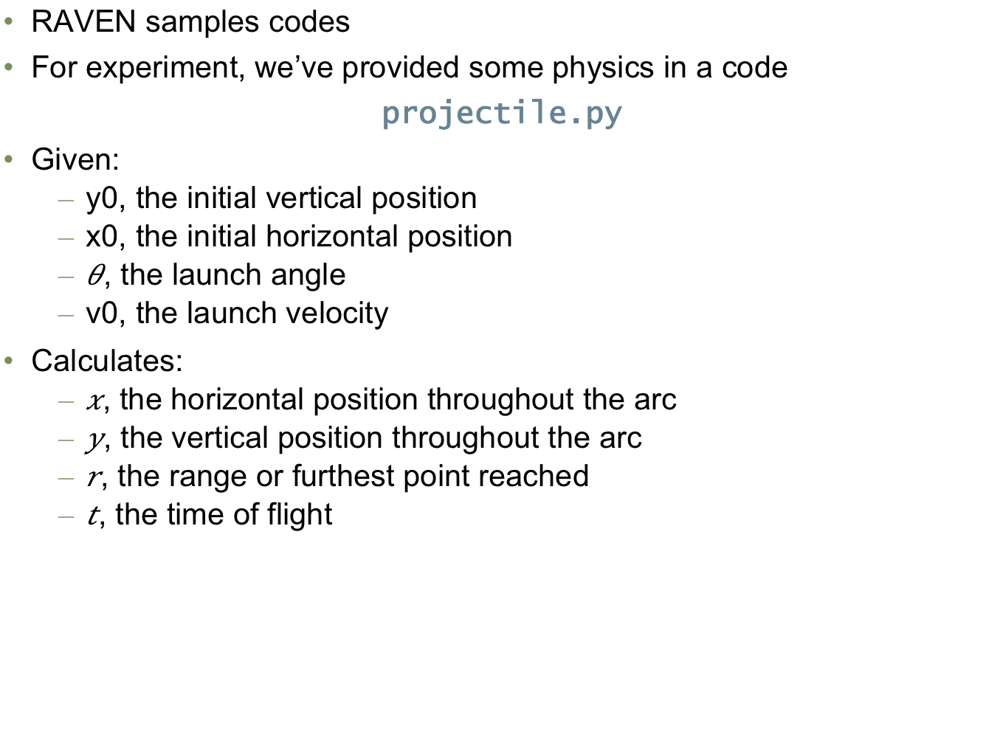 • RAVEN samples codes
• For experiment, we’ve provided some physics in a code
projectile.py
• Given:
– y0, the initial vertical position
– x0, the initial horizontal position
– θ, the launch angle
– v0, the launch velocity
• Calculates:
– x, the horizontal position throughout the arc
– y, the vertical position throughout the arc
– r, the range or furthest point reached
– t, the time of flight